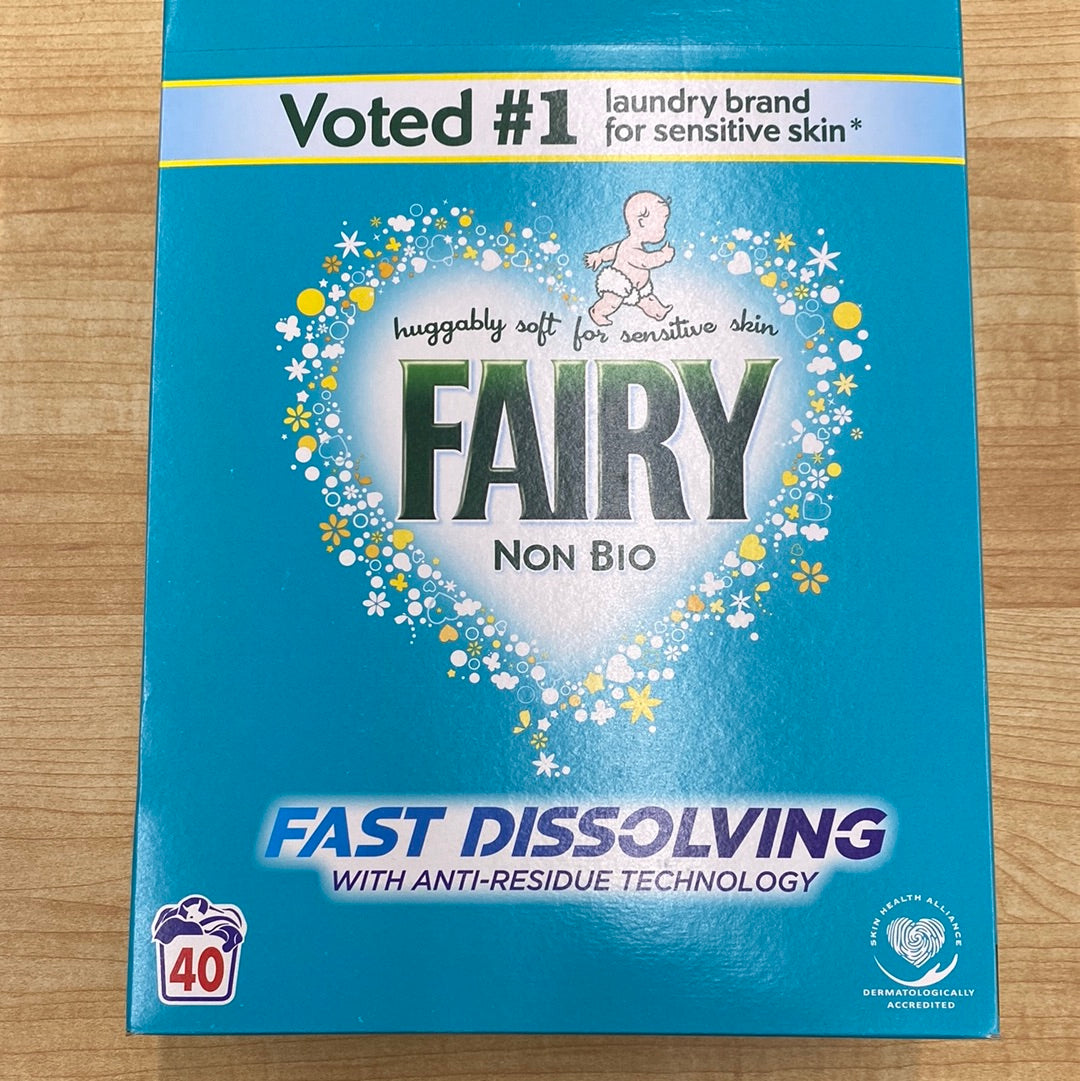 Voted #1 laundry brand
for sensitive skin*
huggably soft for sensitive skin
FAIRY
NON BIO
FAST DISSOLVING
WITH ANTI-RESIDUE TECHNOLOGY
40
SKIN HEALTH ALLIANCE
DERMATOLOGICALLY
ACCREDITED